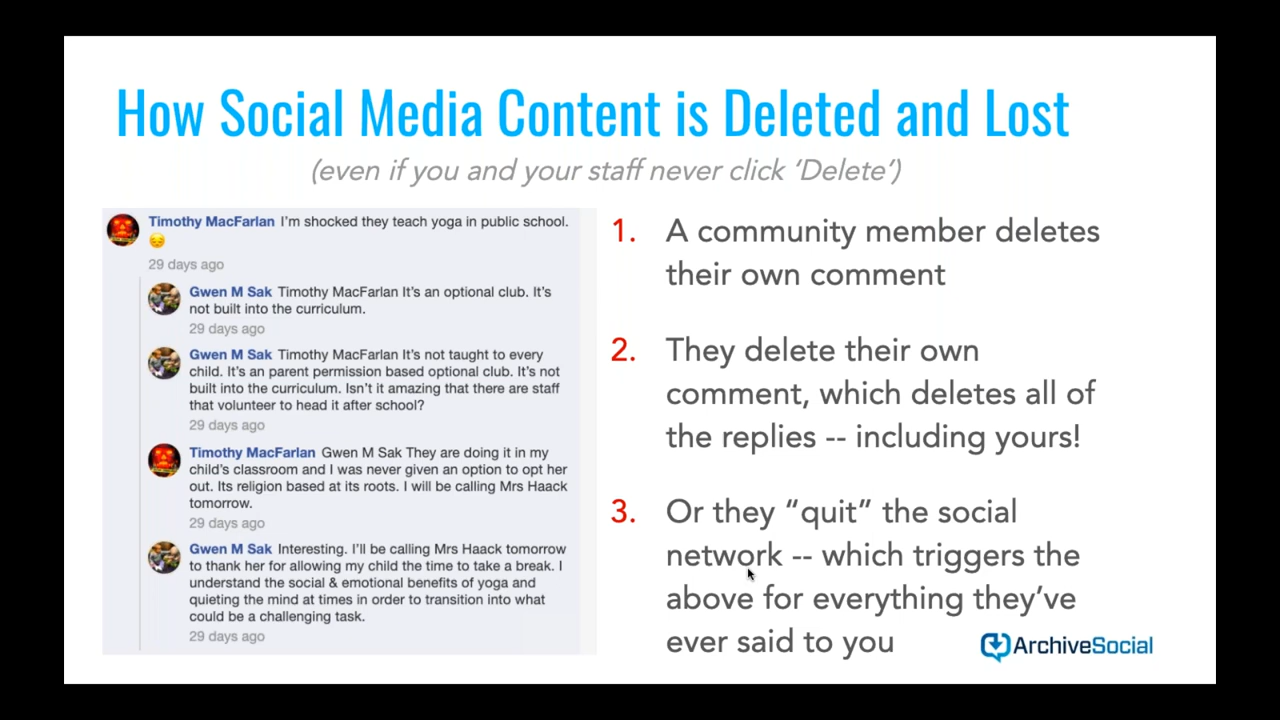 How Social Media Content is Deleted and Lost
(even if you and your staff never click ‘Delete’)
Timothy MacFarlan I'm shocked they teach yoga in public school.
😔
29 days ago
Gwen M Sak Timothy MacFarlan It's an optional club. It's
not built into the curriculum.
29 days ago
Gwen M Sak Timothy MacFarlan It's not taught to every
child. It's an parent permission based optional club. It's not
built into the curriculum. Isn't it amazing that there are staff
that volunteer to head it after school?
29 days ago
Timothy MacFarlan Gwen M Sak They are doing it in my
child's classroom and I was never given an option to opt her
out. Its religion based at its roots. I will be calling Mrs Haack
tomorrow.
29 days ago
Gwen M Sak Interesting. I'll be calling Mrs Haack tomorrow
to thank her for allowing my child the time to take a break. I
understand the social & emotional benefits of yoga and
quieting the mind at times in order to transition into what
could be a challenging task.
29 days ago
1. A community member deletes
their own comment
2. They delete their own
comment, which deletes all of
the replies -- including yours!
3. Or they “quit” the social
network -- which triggers the
above for everything they’ve
ever said to you
ArchiveSocial